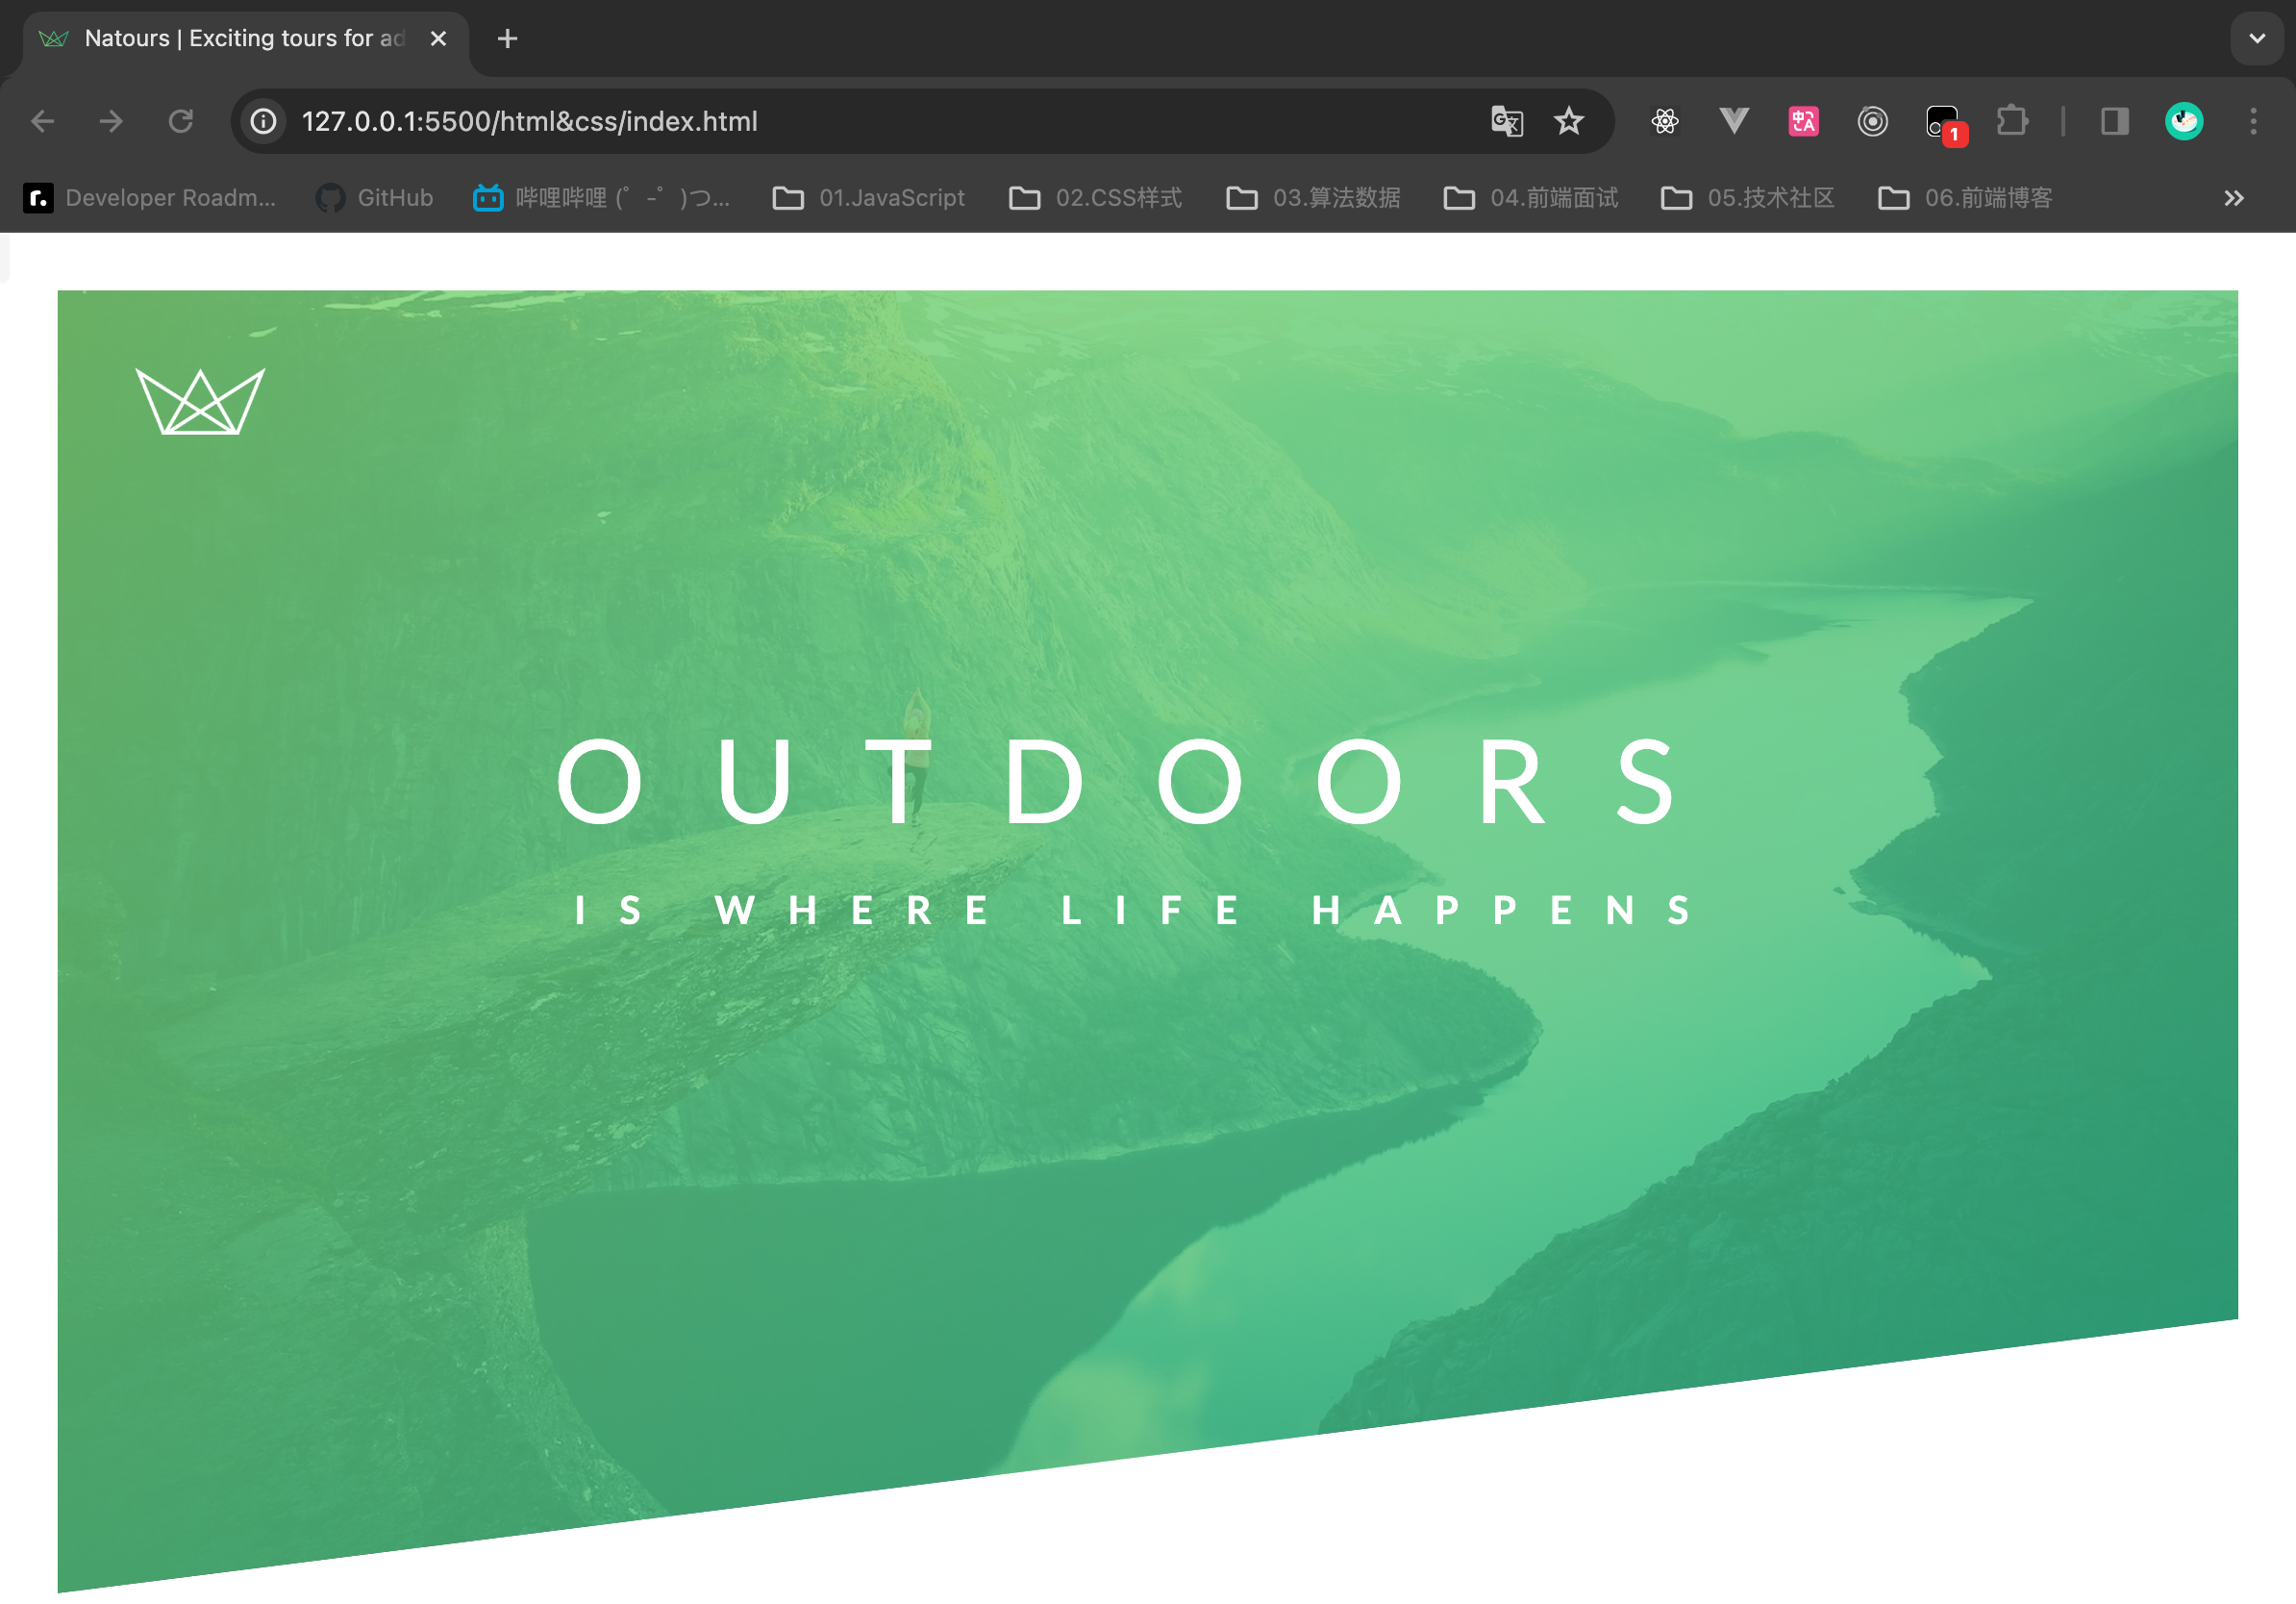 Natours | Exciting tours for ad
127.0.0.1:5500/html&css/index.html
1
Developer Roadm...
GitHub
哔哩哔哩 (゜-゜)つ...
01.JavaScript
02.CSS样式
03.算法数据
04.前端面试
05.技术社区
06.前端博客
OUTDOORS
IS WHERE LIFE HAPPENS